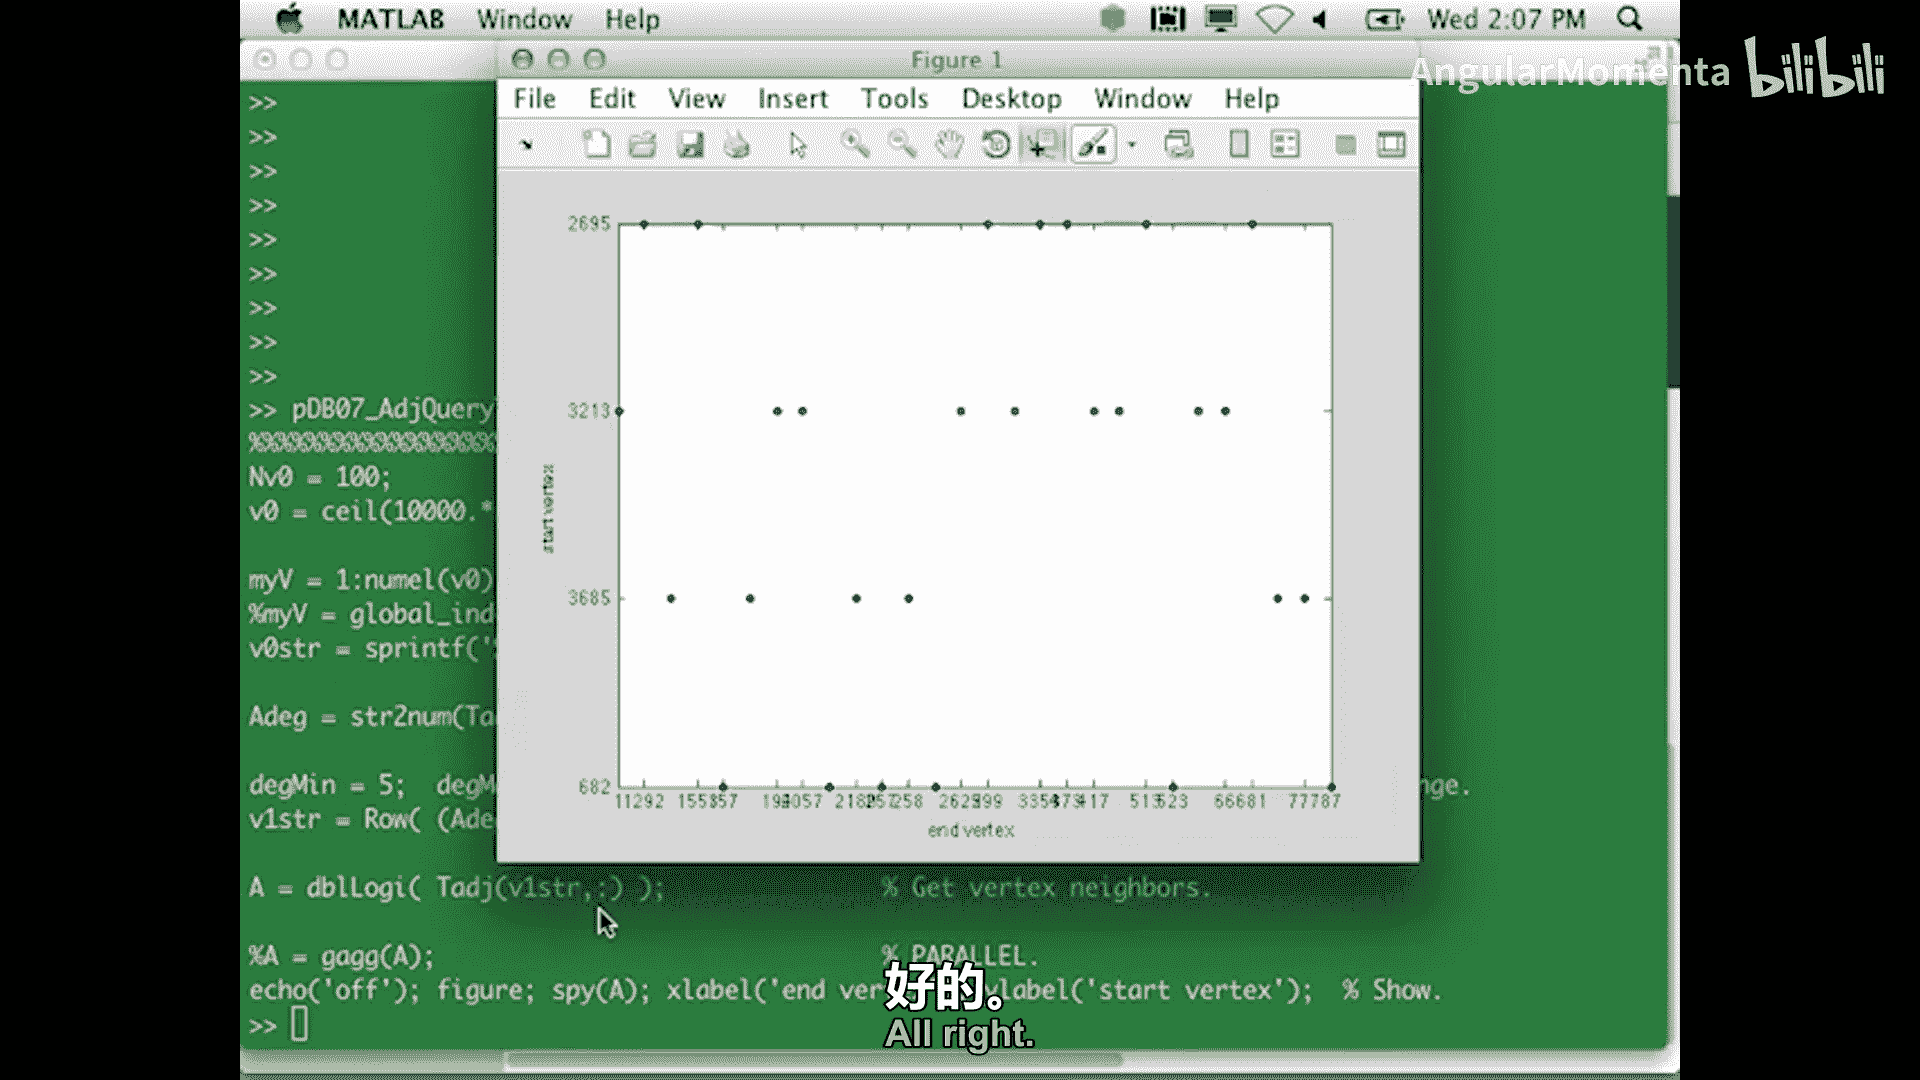 MATLAB Window Help Wed 2:07 PM
Figure 1
AngularMomenta bilibili
File Edit View Insert Tools Desktop Window Help
>>
>>
>>
>>
>>
>>
>>
>>
>>
>> pDB07_AdjQuery
Nv0 = 100;
v0 = ceil(10000.*
myV = 1:numel(v0)
%myV = global_ind
v0str = sprintf('
Adeg = str2num(Ta
degMin = 5; degM
nge.
v1str = Row( (Ade
A = dblLogi( Tadj(v1str,:) ); % Get vertex neighbors.
%A = gagg(A); % PARALLEL.
echo('off'); figure; spy(A); xlabel('end ver ylabel('start vertex'); % Show.
>>
2695
3213
3685
682
start vertex
end vertex
好的。
All right.